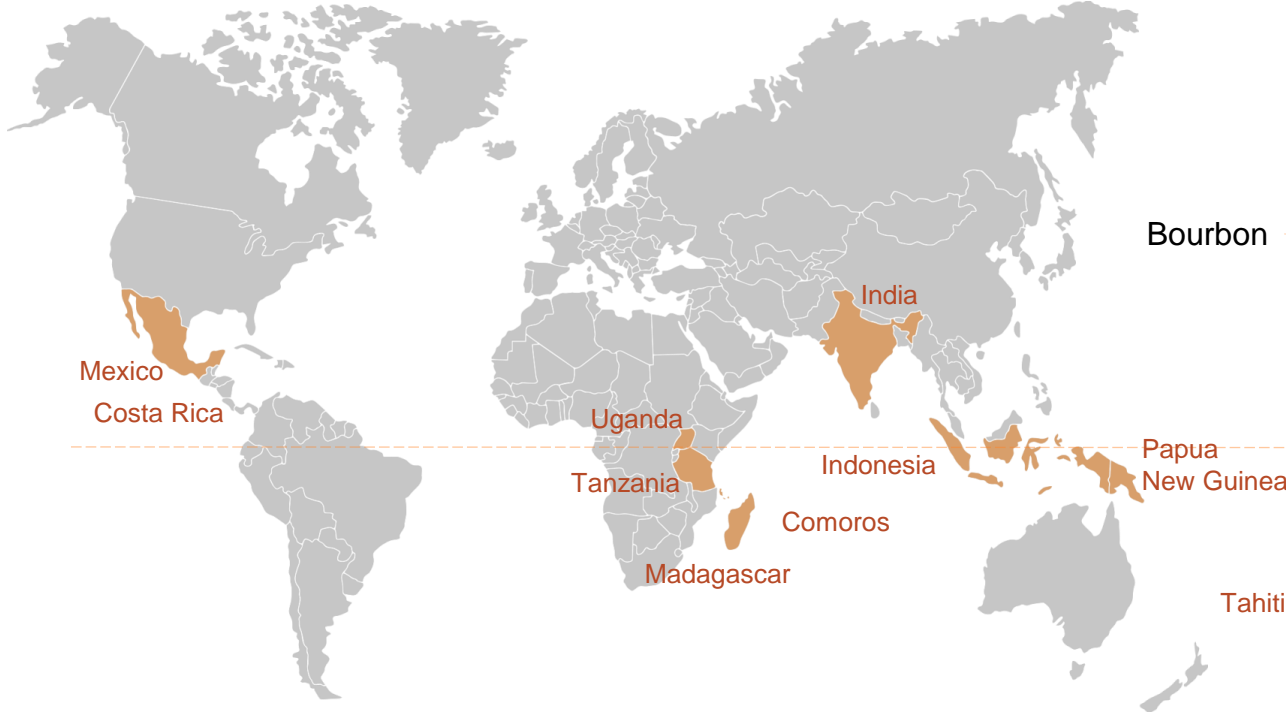 Bourbon
India
Mexico
Costa Rica
Uganda
Papua
Indonesia
New Guinea
Tanzania
Comoros
Madagascar
Tahiti